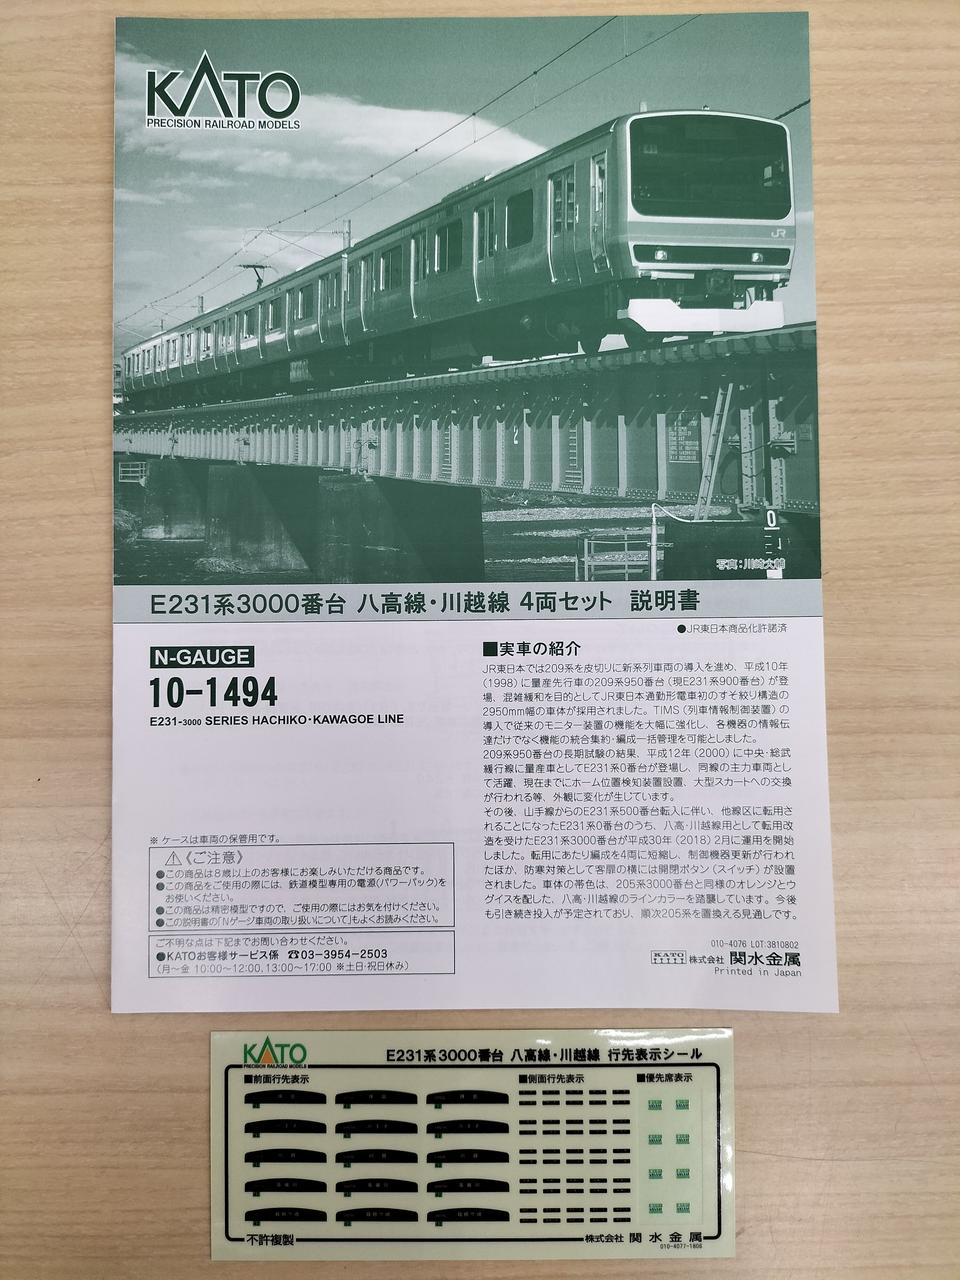 KATO
PRECISION RAILROAD MODELS
JR
2
0
写真:川崎大輔
E231系3000番台 八高線・川越線 4両セット 説明書
●JR東日本商品化許諾済
N-GAUGE
10-1494
E231-3000 SERIES HACHIKO・KAWAGOE LINE
※ ケースは車両の保管用です。
⚠《ご注意》
●この商品は8歳以上のお客様にお楽しみいただける商品です。
●この商品をご使用の際には、鉄道模型専用の電源(パワーパック)を
お使いください。
●この商品は精密模型ですので、ご使用の際にはお気を付けください。
●この説明書の「Nゲージ車両の取り扱いについて」もよくお読みください。
ご不明な点は下記までお問い合わせください。
●KATOお客様サービス係 ☎03-3954-2503
(月〜金 10:00〜12:00、13:00〜17:00 ※土日・祝日休み)
■実車の紹介
JR東日本では209系を皮切りに新系列車両の導入を進め、平成10年
(1998)に量産先行車の209系950番台(現E231系900番台)が登
場、混雑緩和を目的としてJR東日本通勤形電車初のすそ絞り構造の
2950mm幅の車体が採用されました。TIMS(列車情報制御装置)の
導入で従来のモニター装置の機能を大幅に強化し、各機器の情報伝
達だけでなく機能の統合集約・編成一括管理を可能としました。
209系950番台の長期試験の結果、平成12年(2000)に中央・総武
緩行線に量産車としてE231系0番台が登場し、同線の主力車両とし
て活躍、現在までにホーム位置検知装置設置、大型スカートへの交換
が行われる等、外観に変化が生じています。
その後、山手線からのE231系500番台転入に伴い、他線区に転用さ
れることになったE231系0番台のうち、八高・川越線用として転用改
造を受けたE231系3000番台が平成30年(2018)2月に運用を開始
しました。転用にあたり編成を4両に短縮し、制御機器更新が行われ
たほか、防寒対策として客扉の横には開閉ボタン(スイッチ)が設置
されました。車体の帯色は、205系3000番台と同様のオレンジとウ
グイスを配した、八高・川越線のラインカラーを踏襲しています。今後
も引き続き投入が予定されており、順次205系を置換える見通しです。
010-4076 LOT:3810802
KATO 株式会社 関水金属
Printed in Japan
KATO
PRECISION RAILROAD MODELS
E231系3000番台 八高線・川越線 行先表示シール
■前面行先表示 ■側面行先表示 ■優先席表示
不許複製
株式会社 関水金属
010-4077-1808